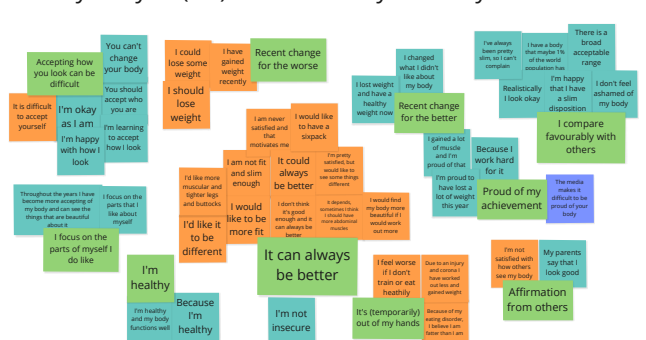 Accepting how
you look can be
difficult
You can't
change
your body
It is difficult
to accept
yourself
I'm okay
as I am
You should
accept who
you are
I'm happy
with how I
look
I'm learning
to accept
how I look
I could
lose some
weight
I have
gained
weight
recently
Recent change
for the worse
I should
lose
weight
I changed
what I didn't
like about
my body
I lost weight
and have a
healthy
weight now
Recent change
for the better
I've always
been pretty
slim, so I can't
complain
I have a body
that maybe 1%
of the world
population has
There is a
broad
acceptable
range
Realistically
I look okay
I'm happy
that I have
a slim
disposition
I don't feel
ashamed of
my body
I compare
favourably with
others
I am never
satisfied and
that
motivates me
I would like
to have a
sixpack
I am not fit
and slim
enough
It could
always
be better
I'm pretty
satisfied, but
would like to
see some things
different
I'd like more
muscular and
tighter legs
and buttocks
I would
like to be
more fit
I don't think
it's good
enough and it
can always be
better
It depends,
sometimes I think
I should have
more abdominal
muscles
I would find
my body more
beautiful if I
would work
out more
I'd like it
to be
different
It can always
be better
I gained a lot
of muscle
and I'm
proud of that
Because I
work hard
for it
I'm proud to
have lost a
lot of weight
this year
Proud of my
achievement
The media
makes it
difficult to be
proud of your
body
Throughout the years I have
become more accepting of
my body and can see the
things that are beautiful
about it
I focus on the
parts that I
like about
myself
I focus on the
parts of myself I
do like
I'm
healthy
I'm healthy
and my body
functions well
Because
I'm
healthy
I'm not
insecure
I feel worse
if I don't
train or eat
heathily
Due to an injury
and corona I
have worked
out less and
gained weight
It's (temporarily)
out of my hands
Because of my
eating disorder,
I believe I am
fatter than I am
I'm not
satisfied with
how others
see my body
My parents
say that I
look good
Affirmation
from others